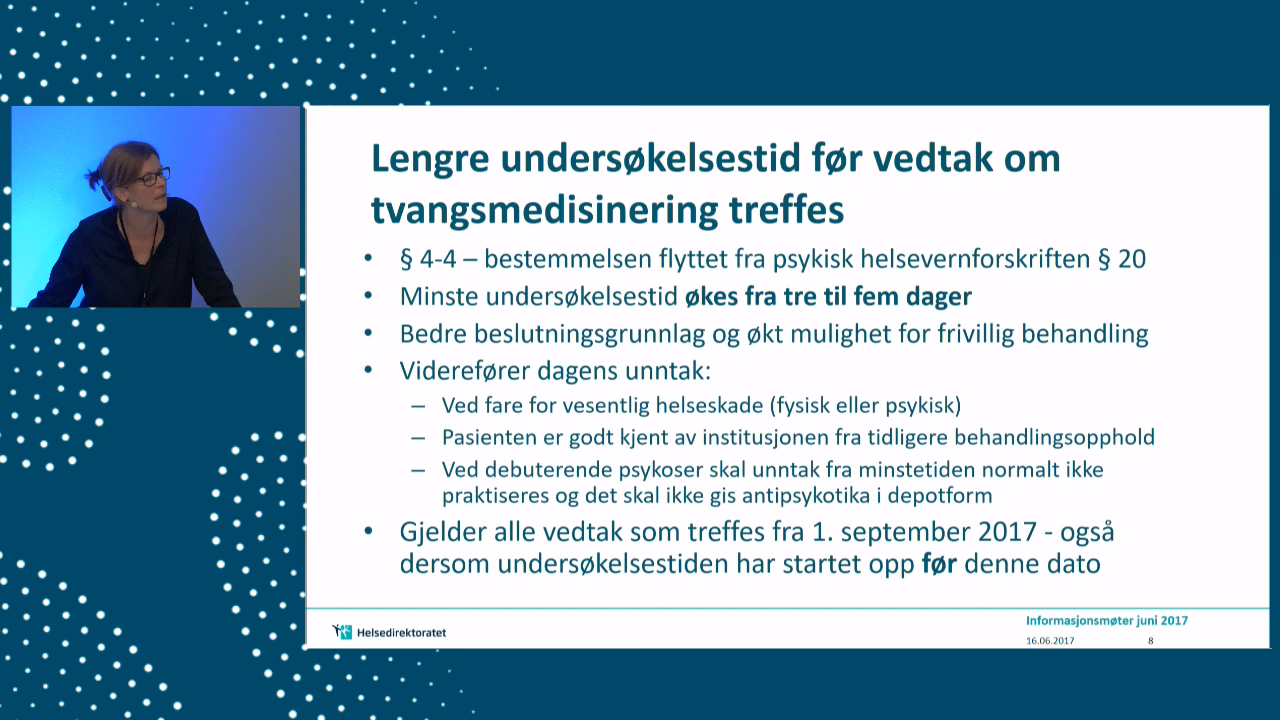 Lengre undersøkelsestid før vedtak om
tvangsmedisinering treffes
• § 4-4 – bestemmelsen flyttet fra psykisk helsevernforskriften § 20
• Minste undersøkelsestid økes fra tre til fem dager
• Bedre beslutningsgrunnlag og økt mulighet for frivillig behandling
• Viderefører dagens unntak:
– Ved fare for vesentlig helseskade (fysisk eller psykisk)
– Pasienten er godt kjent av institusjonen fra tidligere behandlingsopphold
– Ved debuterende psykoser skal unntak fra minstetiden normalt ikke
praktiseres og det skal ikke gis antipsykotika i depotform
• Gjelder alle vedtak som treffes fra 1. september 2017 - også
dersom undersøkelsestiden har startet opp før denne dato
Helsedirektoratet
Informasjonsmøter juni 2017
16.06.2017 8